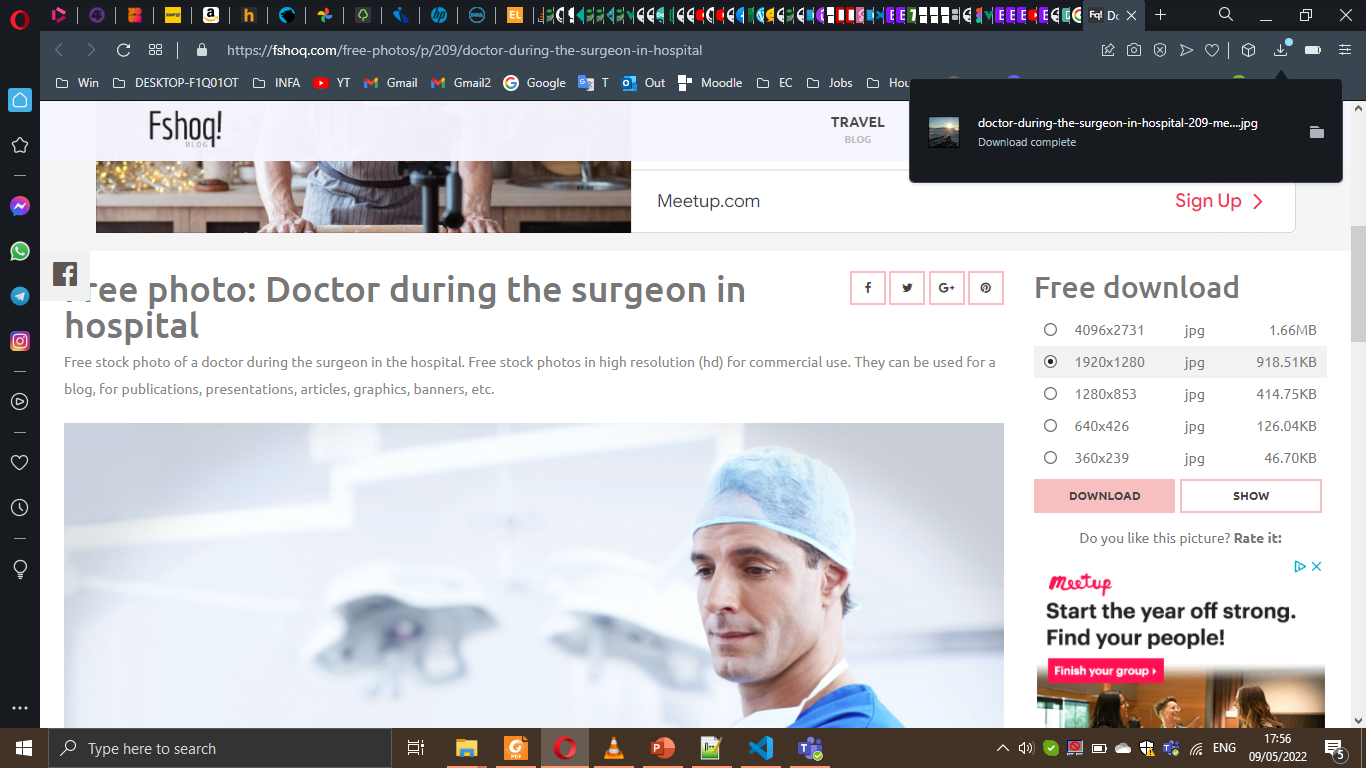 Do
https://fshoq.com/free-photos/p/209/doctor-during-the-surgeon-in-hospital
Win
DESKTOP-F1Q01OT
INFA
YT
Gmail
Gmail2
Google
T
Out
Moodle
EC
Jobs
Hou
doctor-during-the-surgeon-in-hospital-209-me....jpg
Download complete
Fshoq!
BLOG
TRAVEL
BLOG
Meetup.com
Sign Up
Free photo: Doctor during the surgeon in
hospital
Free stock photo of a doctor during the surgeon in the hospital. Free stock photos in high resolution (hd) for commercial use. They can be used for a
blog, for publications, presentations, articles, graphics, banners, etc.
Free download
4096x2731 jpg 1.66MB
1920x1280 jpg 918.51KB
1280x853 jpg 414.75KB
640x426 jpg 126.04KB
360x239 jpg 46.70KB
DOWNLOAD
SHOW
Do you like this picture? Rate it:
meetup
Start the year off strong.
Find your people!
Finish your group
Type here to search
ENG
17:56
09/05/2022
5